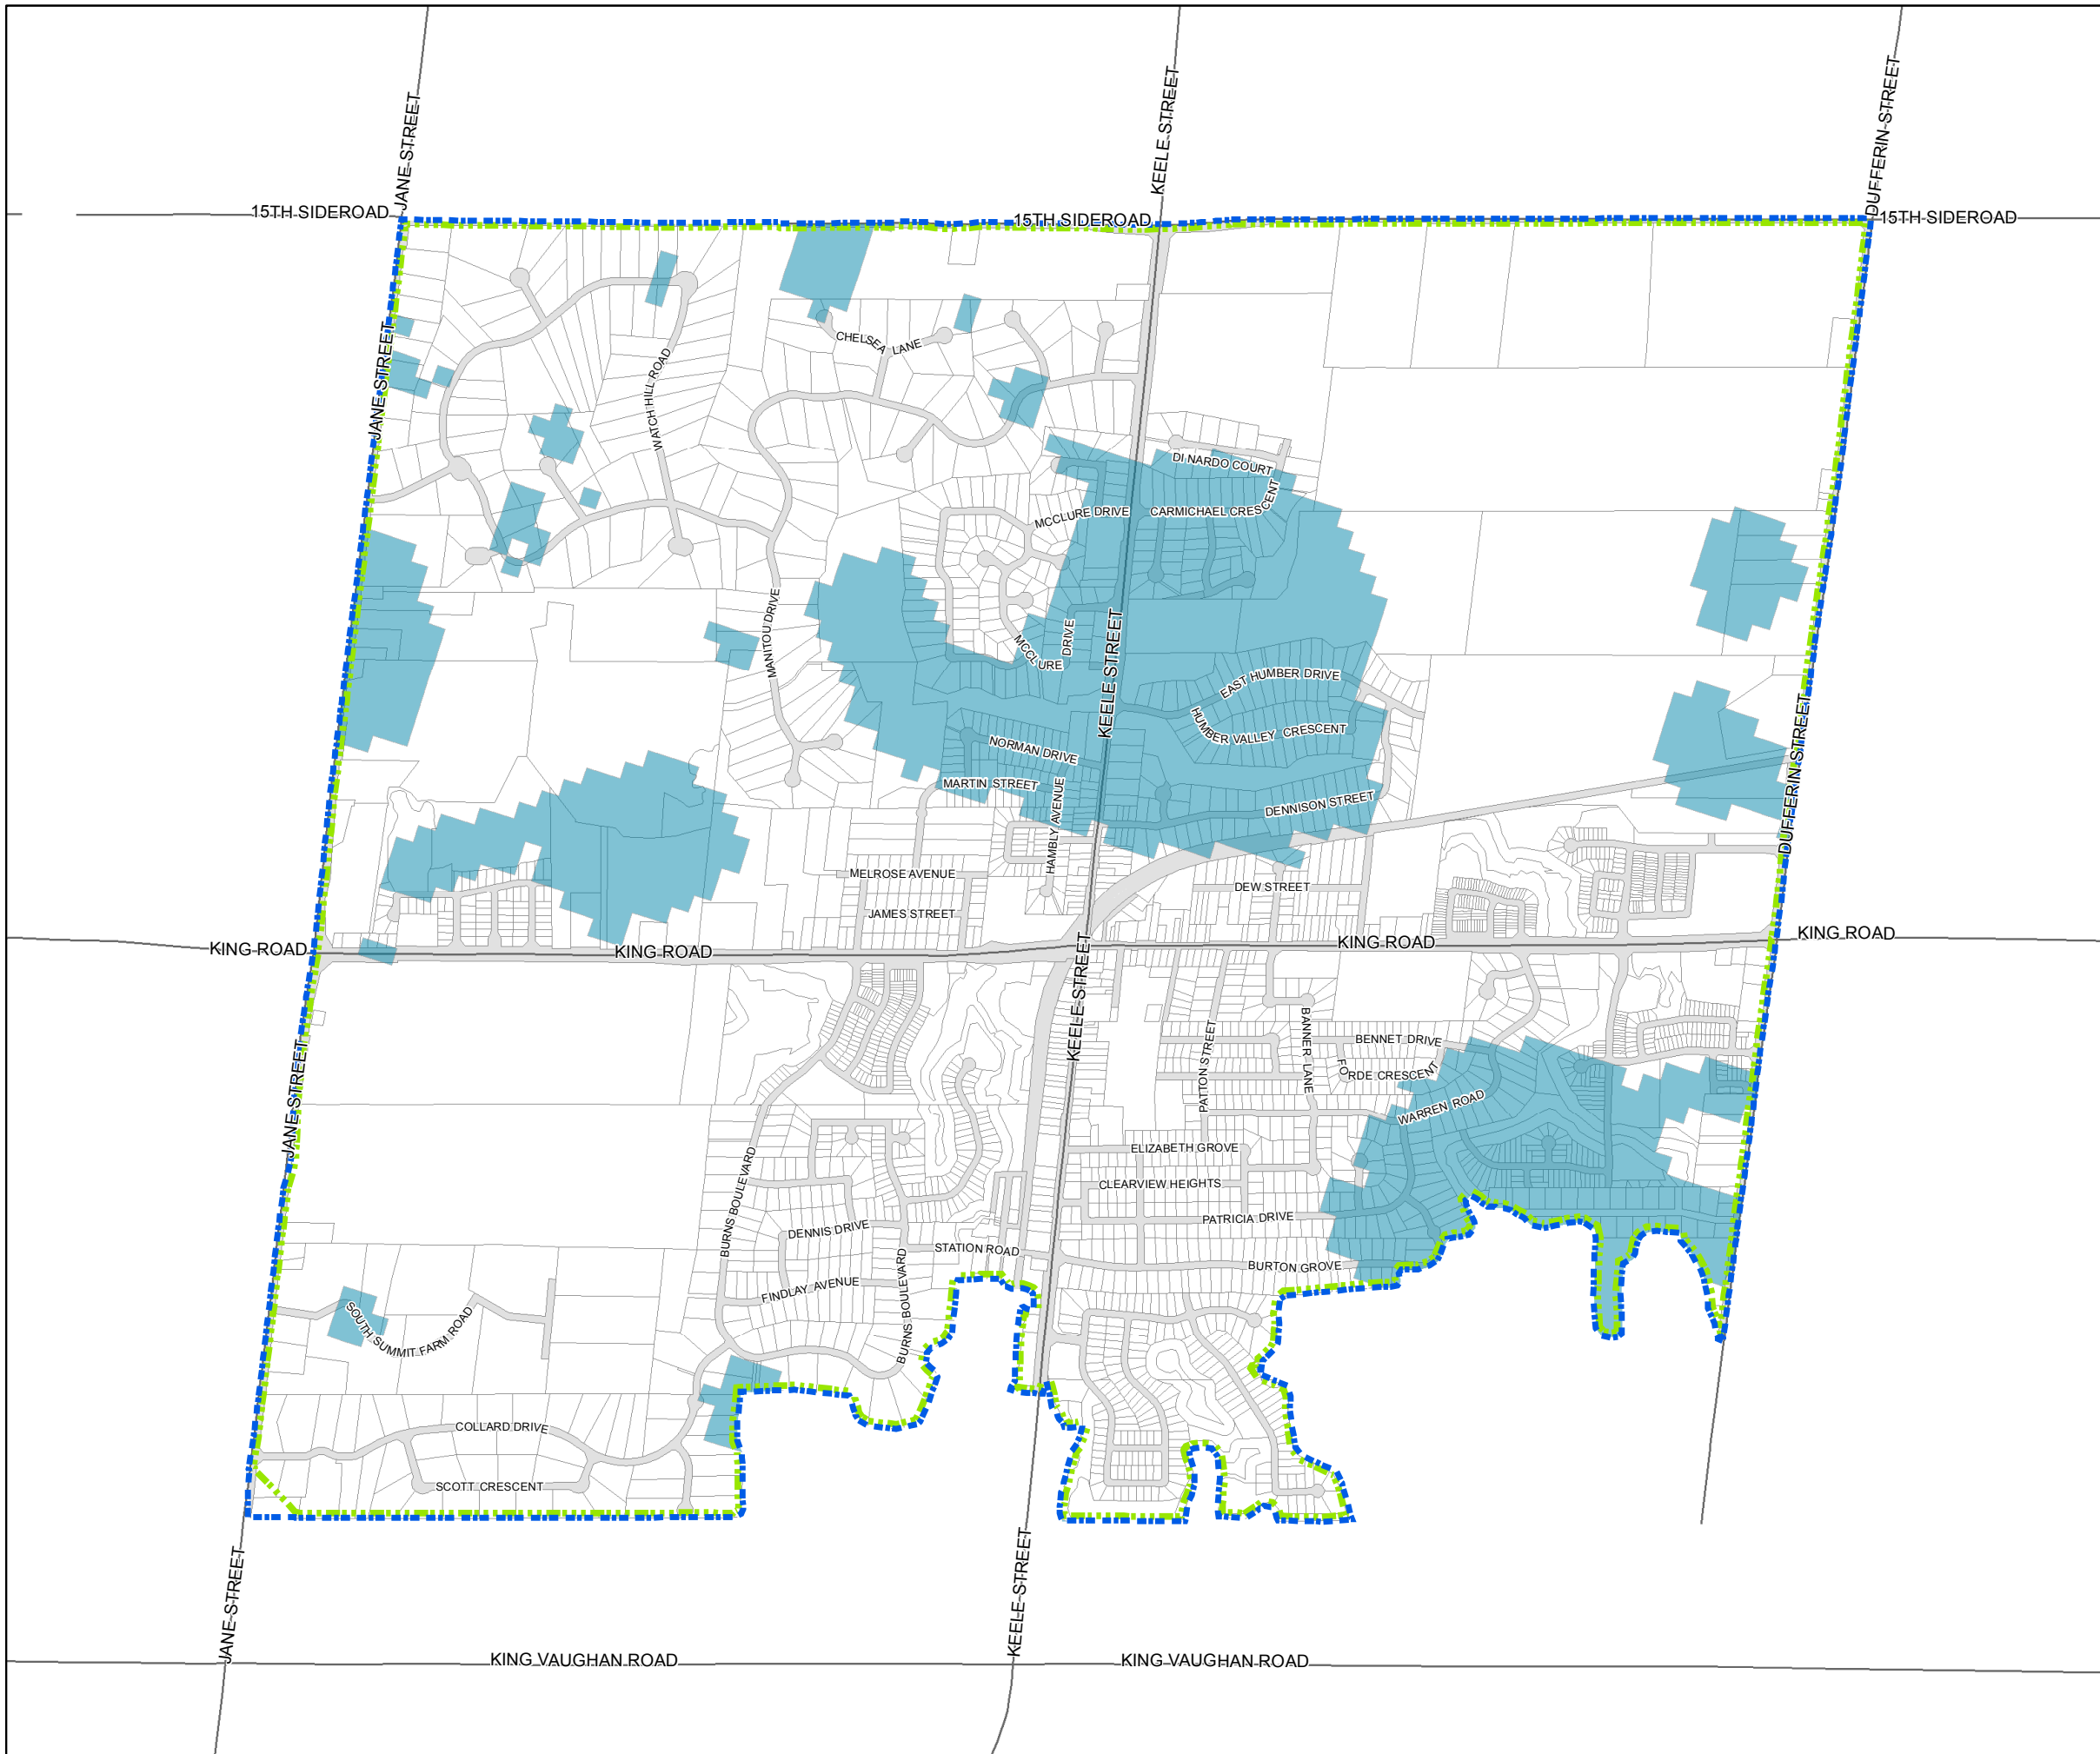 JANE STREET
KEELE STREET
DUFFERIN STREET
15TH SIDEROAD
15TH SIDEROAD
15TH SIDEROAD
CHELSEA LANE
JANE STREET
WATCH HILL ROAD
DI NARDO COURT
MCCLURE DRIVE
CARMICHAEL CRESCENT
MANITOU DRIVE
MCCLURE DRIVE
KEELE STREET
EAST HUMBER DRIVE
HUMBER VALLEY CRESCENT
NORMAN DRIVE
MARTIN STREET
HAMBLY AVENUE
DENNISON STREET
DUFFERIN STREET
MELROSE AVENUE
DEW STREET
JAMES STREET
KING ROAD
KING ROAD
KING ROAD
KING ROAD
KEELE STREET
JANE STREET
PATTON STREET
BANNER LANE
BENNET DRIVE
FORDE CRESCENT
WARREN ROAD
ELIZABETH GROVE
CLEARVIEW HEIGHTS
BURNS BOULEVARD
PATRICIA DRIVE
DENNIS DRIVE
STATION ROAD
BURTON GROVE
FINDLAY AVENUE
BURNS BOULEVARD
SOUTH SUMMIT FARM ROAD
COLLARD DRIVE
SCOTT CRESCENT
JANE STREET
KEELE STREET
KING VAUGHAN ROAD
KING VAUGHAN ROAD